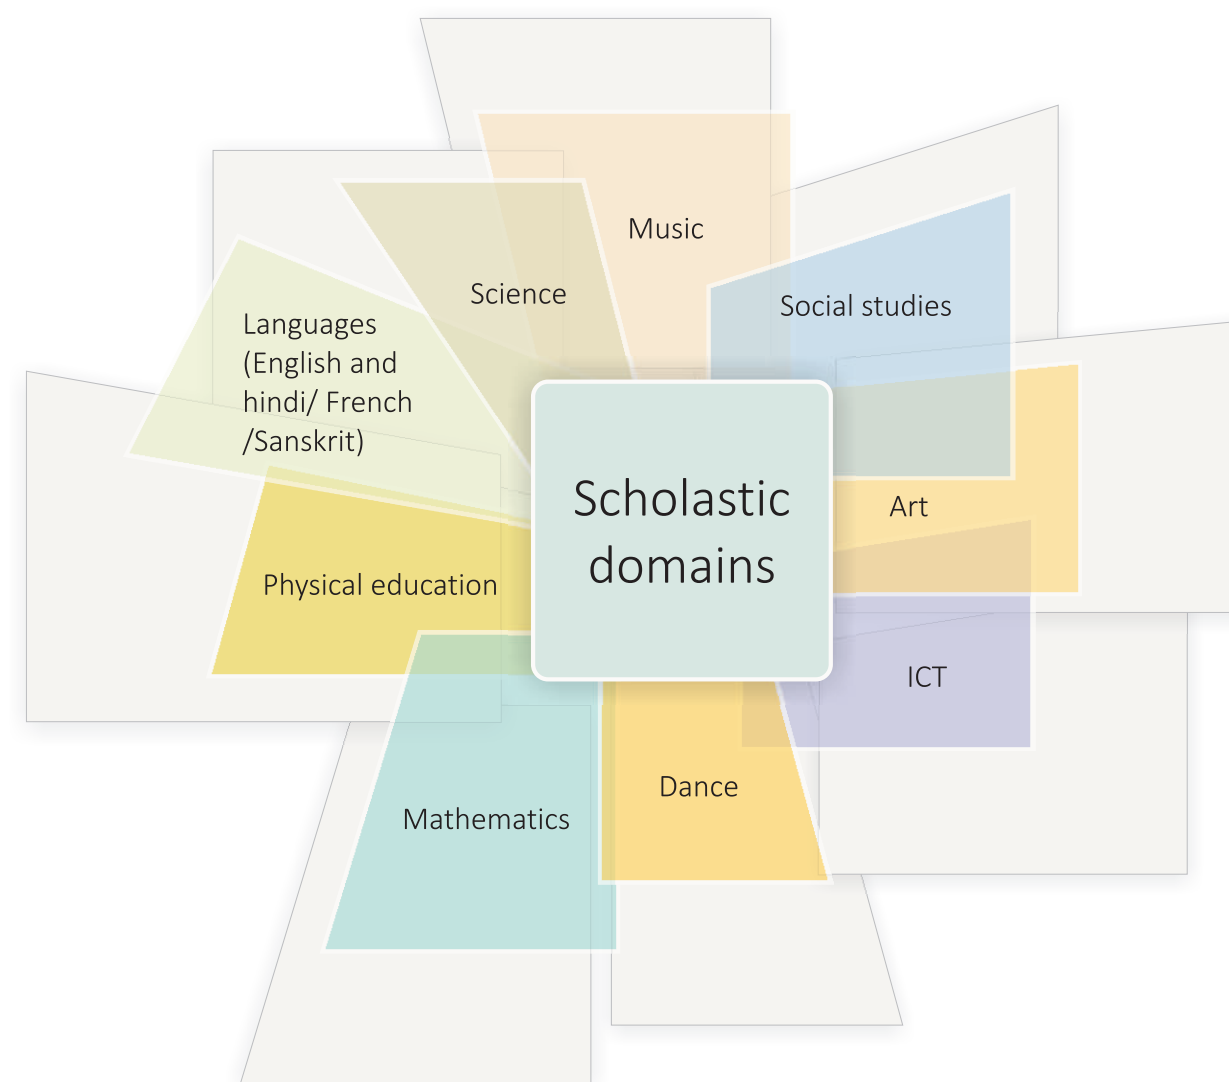 Music
Science
Social studies
Languages
(English and
hindi/ French
/Sanskrit)
Scholastic
domains
Art
Physical education
ICT
Dance
Mathematics